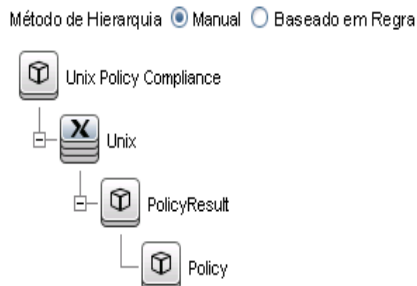 Método de Hierarquia Manual Baseado em Regra
Unix Policy Compliance
Unix
PolicyResult
Policy